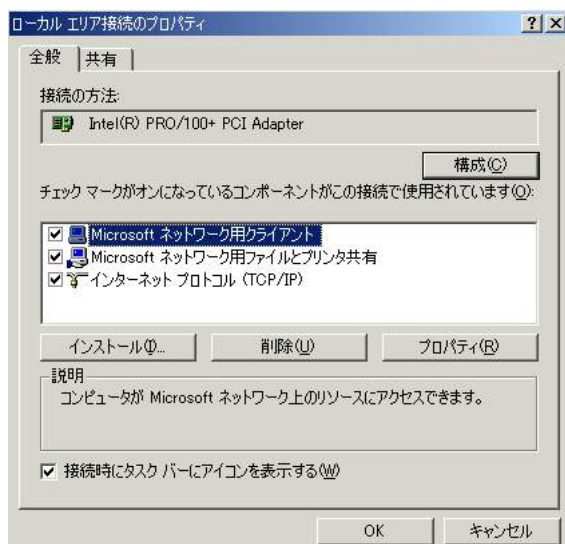 ローカル エリア接続のプロパティ
全般
共有
接続の方法:
Intel(R) PRO/100+ PCI Adapter
構成(C)
チェック マークがオンになっているコンポーネントがこの接続で使用されています(O):
Microsoft ネットワーク用クライアント
Microsoft ネットワーク用ファイルとプリンタ共有
インターネット プロトコル (TCP/IP)
インストール(I)...
削除(U)
プロパティ(R)
説明
コンピュータが Microsoft ネットワーク上のリソースにアクセスできます。
接続時にタスク バーにアイコンを表示する(W)
OK
キャンセル